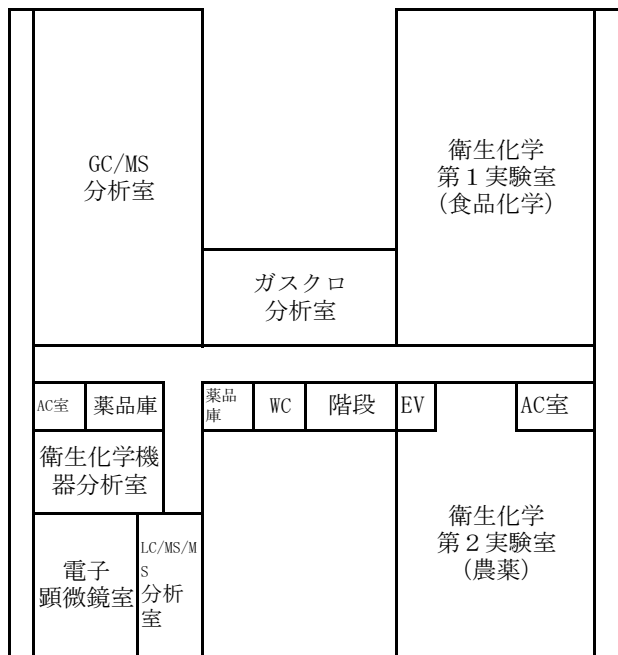 GC/MS
分析室
衛生化学
第１実験室
(食品化学)
ガスクロ
分析室
AC室
薬品庫
薬品
庫
WC
階段
EV
AC室
衛生化学機
器分析室
電子
顕微鏡室
LC/MS/M
S
分析
室
衛生化学
第２実験室
(農薬)